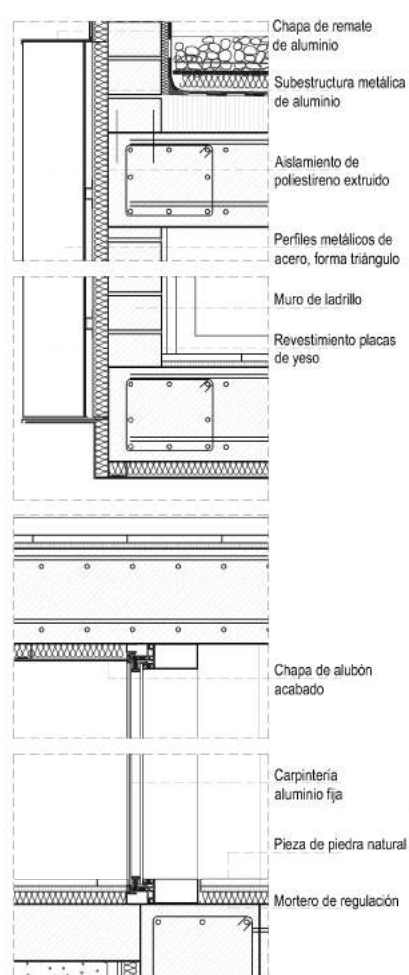 Chapa de remate
de aluminio
Subestructura metálica
de aluminio
Aislamiento de
poliestireno extruido
Perfiles metálicos de
acero, forma triángulo
Muro de ladrillo
Revestimiento placas
de yeso
Chapa de alubón
acabado
Carpintería
aluminio fija
Pieza de piedra natural
Mortero de regulación